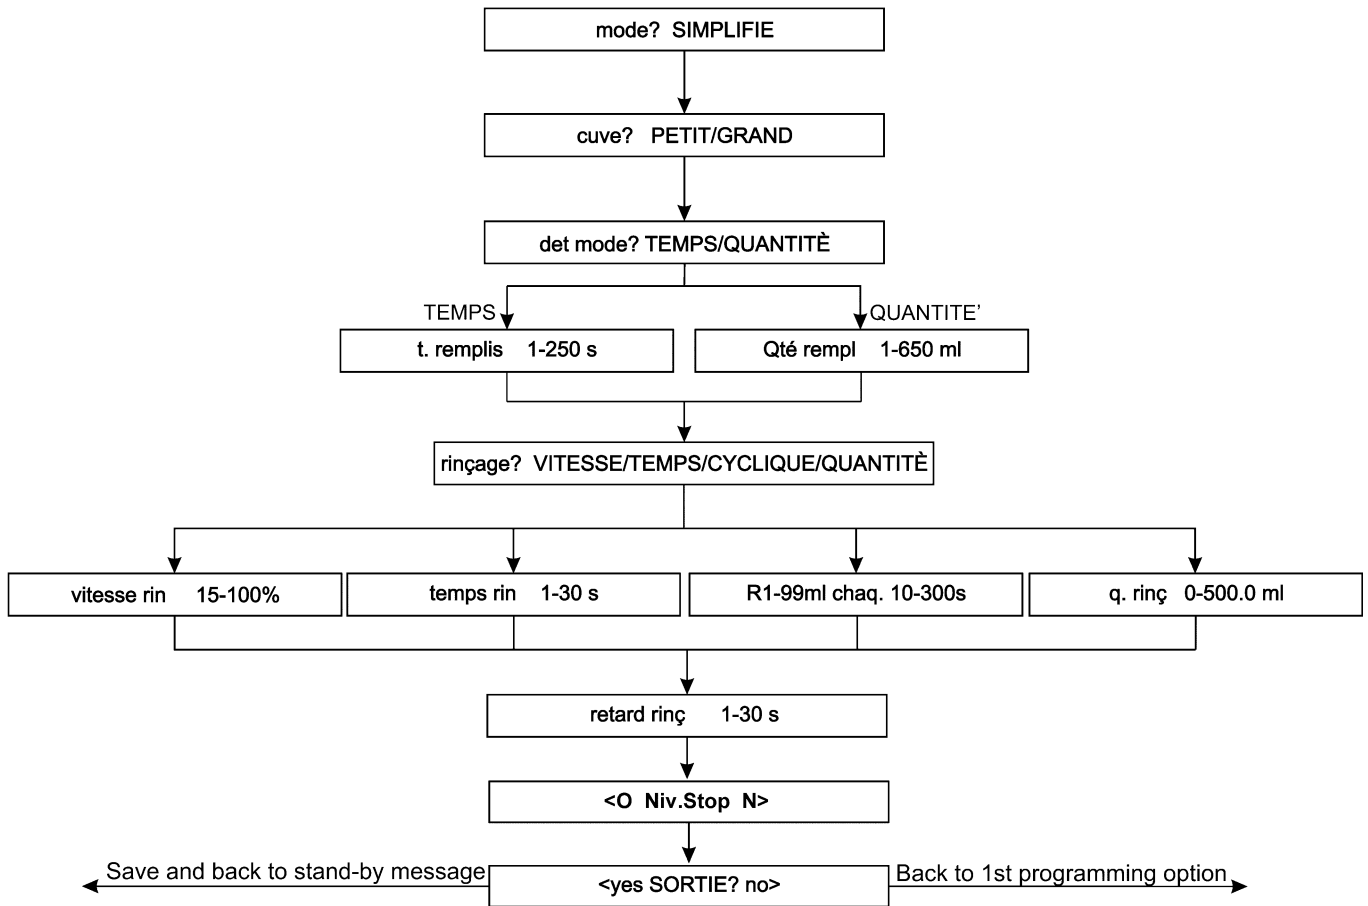 mode? SIMPLIFIE
cuve? PETIT/GRAND
det mode? TEMPS/QUANTITÈ
TEMPS
QUANTITE'
t. remplis 1-250 s
Qté rempl 1-650 ml
rinçage? VITESSE/TEMPS/CYCLIQUE/QUANTITÈ
vitesse rin 15-100%
temps rin 1-30 s
R1-99ml chaq. 10-300s
q. rinç 0-500.0 ml
retard rinç 1-30 s
<O Niv.Stop N>
Save and back to stand-by message
<yes SORTIE? no>
Back to 1st programming option